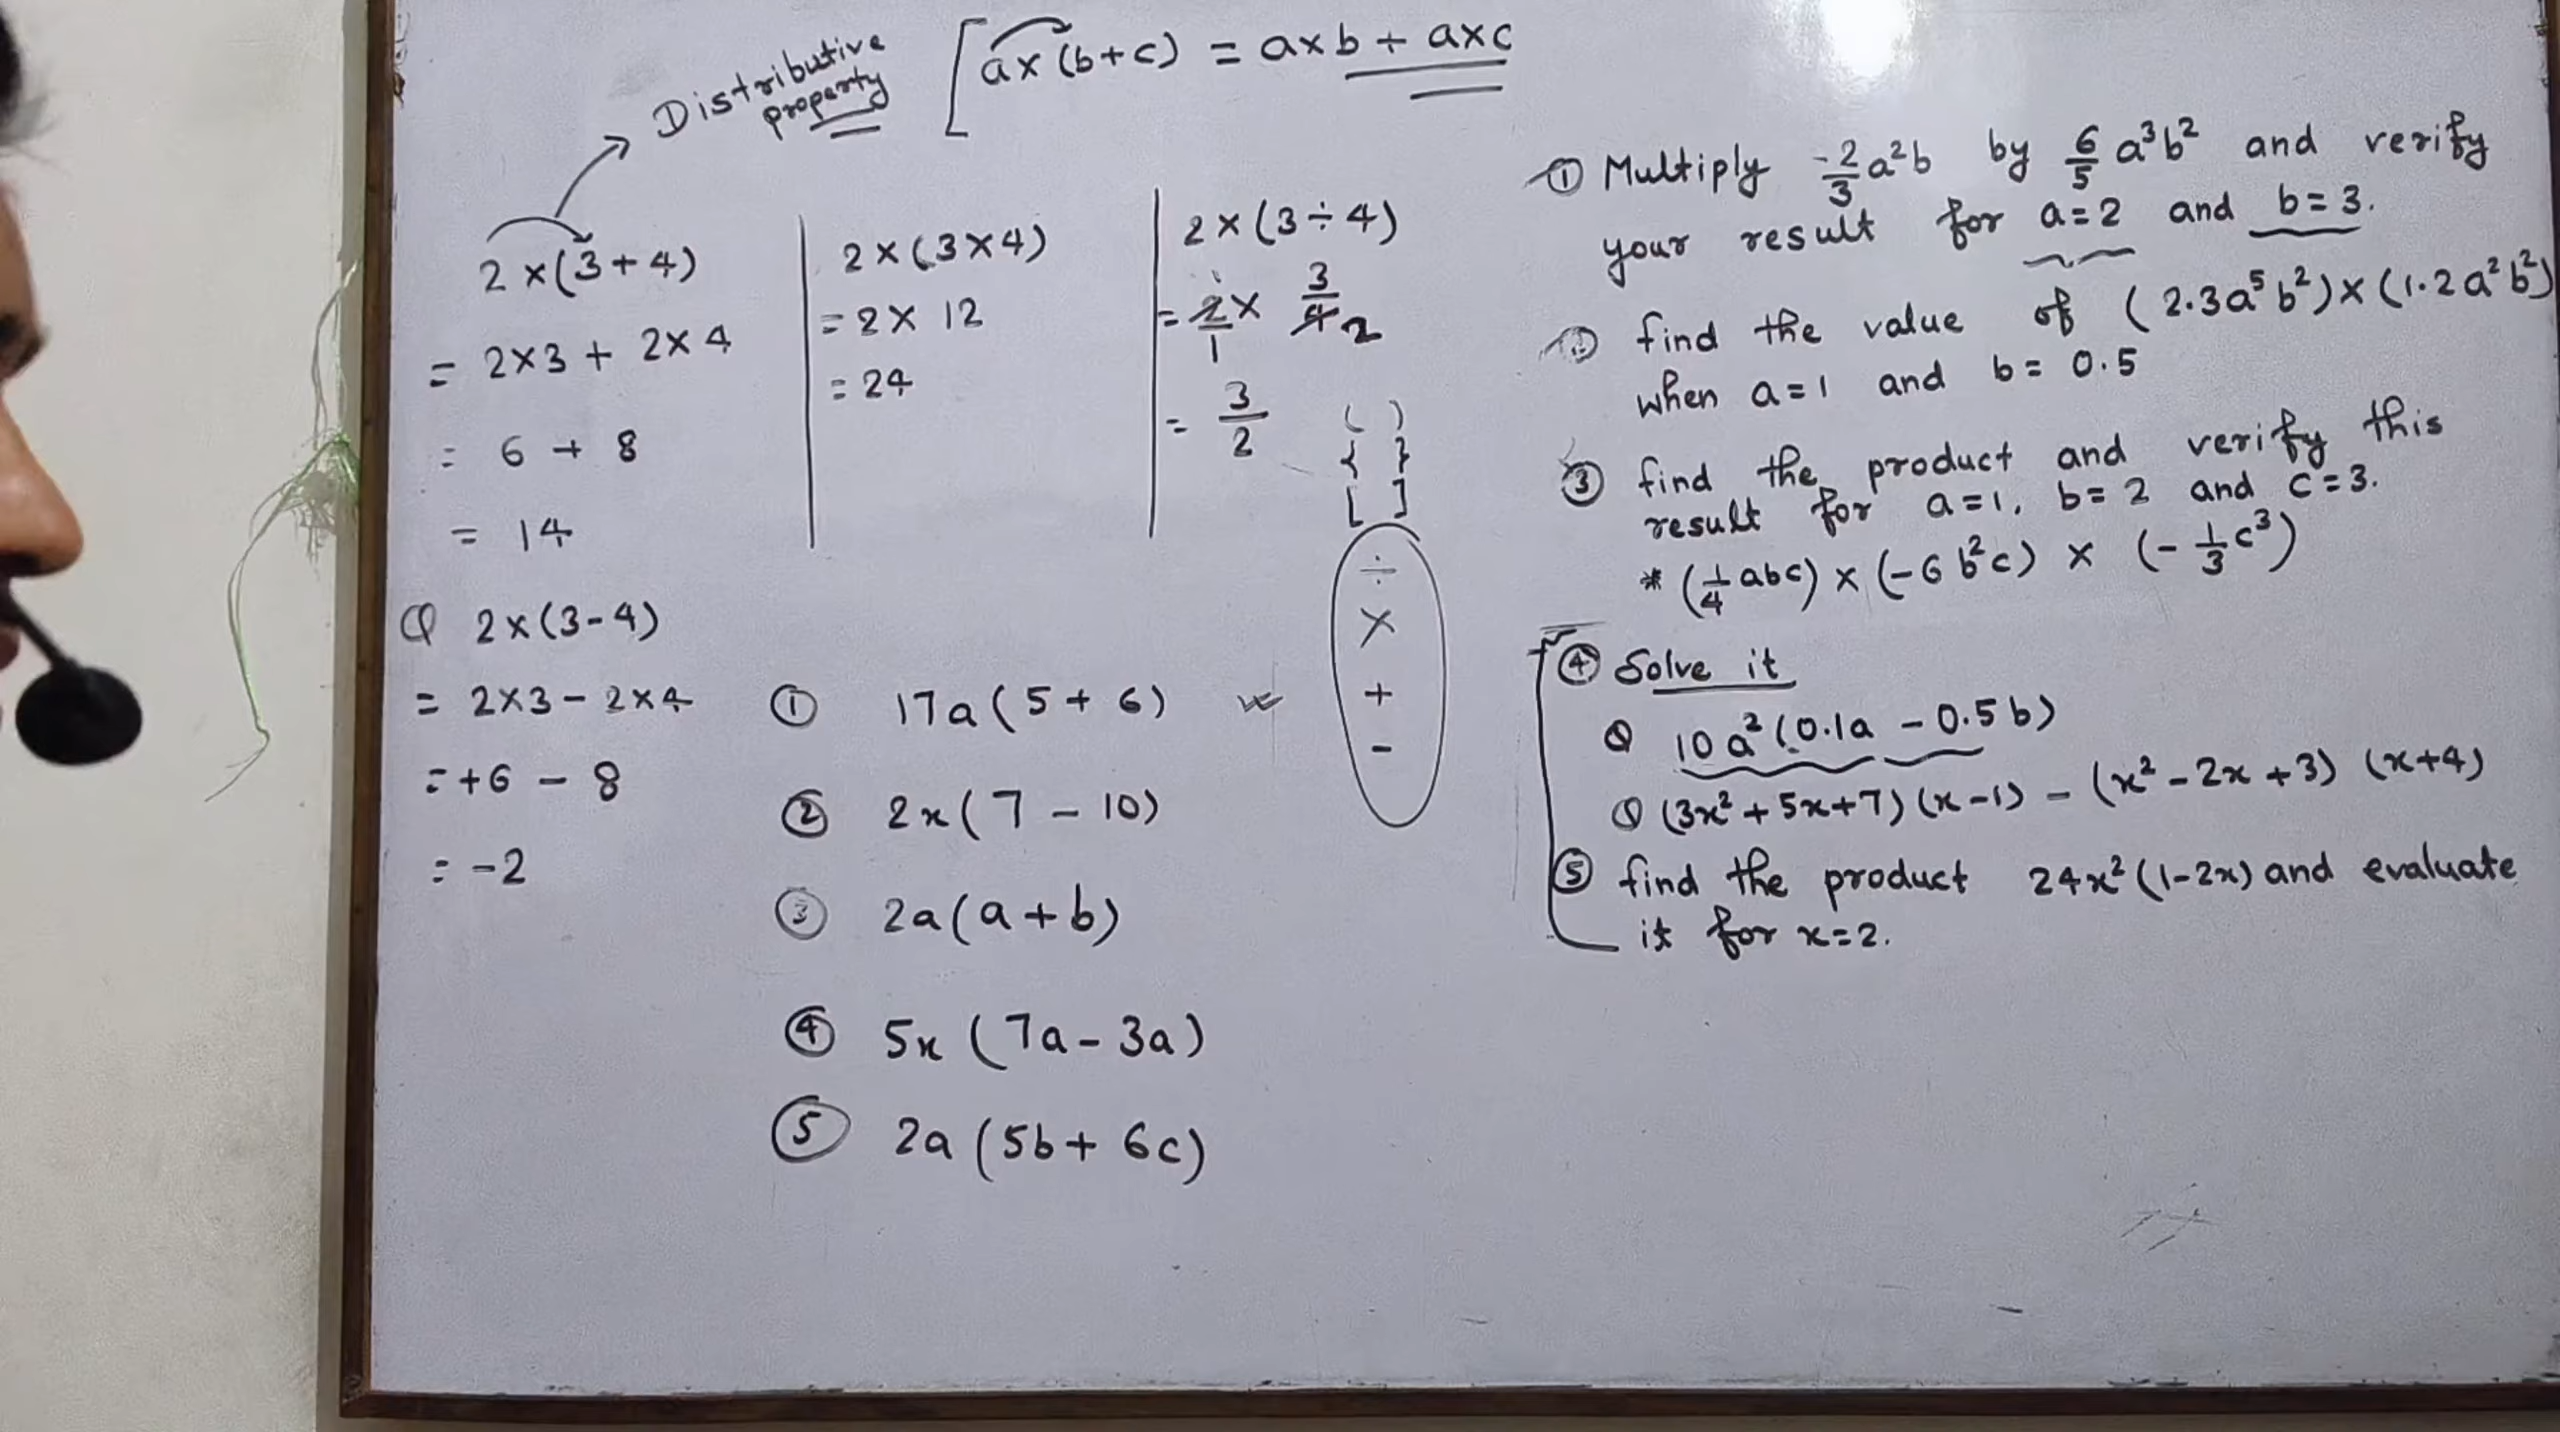 Distributive property
[a×(b+c) = a×b + a×c
2×(3+4)
= 2×3 + 2×4
= 6 + 8
= 14
Q 2×(3-4)
= 2×3 - 2×4
= +6 - 8
= -2
2×(3×4)
= 2× 12
= 24
2×(3÷4)
= 2/1 × 3/4 2
= 3/2
( )
{ }
[ ]
÷
×
+
-
① 17a(5+6)
② 2x(7-10)
③ 2a(a+b)
④ 5x(7a-3a)
⑤ 2a(5b+6c)
① Multiply -2/3 a²b by 6/5 a³b² and verify
your result for a=2 and b=3.
② find the value of (2.3a⁵b²)×(1.2a²b²)
when a=1 and b=0.5
③ find the product and verify this
result for a=1, b=2 and c=3.
* (1/4 abc) × (-6b²c) × (-1/3 c³)
④ Solve it
Q 10a²(0.1a - 0.5b)
Q (3x²+5x+7)(x-1) - (x²-2x+3)(x+4)
⑤ find the product 24x²(1-2x) and evaluate
it for x=2.